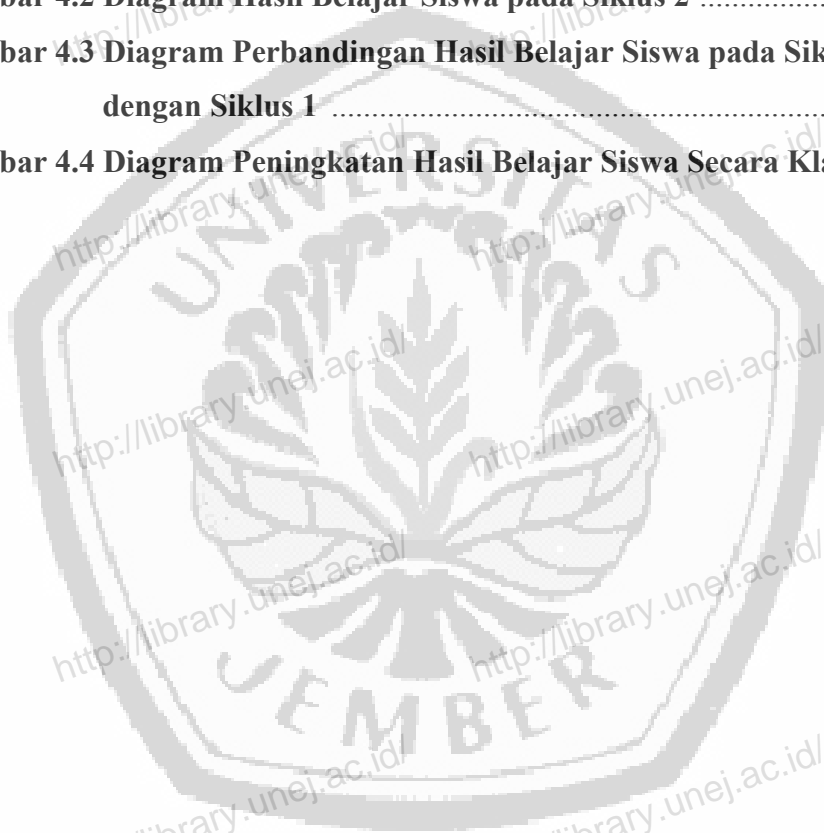 bar 4.2 Diagram Hasil Belajar Siswa pada Siklus 2 ................
bar 4.3 Diagram Perbandingan Hasil Belajar Siswa pada Sik
dengan Siklus 1 ..............................................................
bar 4.4 Diagram Peningkatan Hasil Belajar Siswa Secara Kla
UNIVERSITAS
JEMBER
http://library.unej.ac.id/
http://library.unej.ac.id/
http://library.unej.ac.id/
http://library.unej.ac.id/
http://library.unej.ac.id/
http://library.unej.ac.id/
library.unej.ac.id/
library.unej.ac.id/